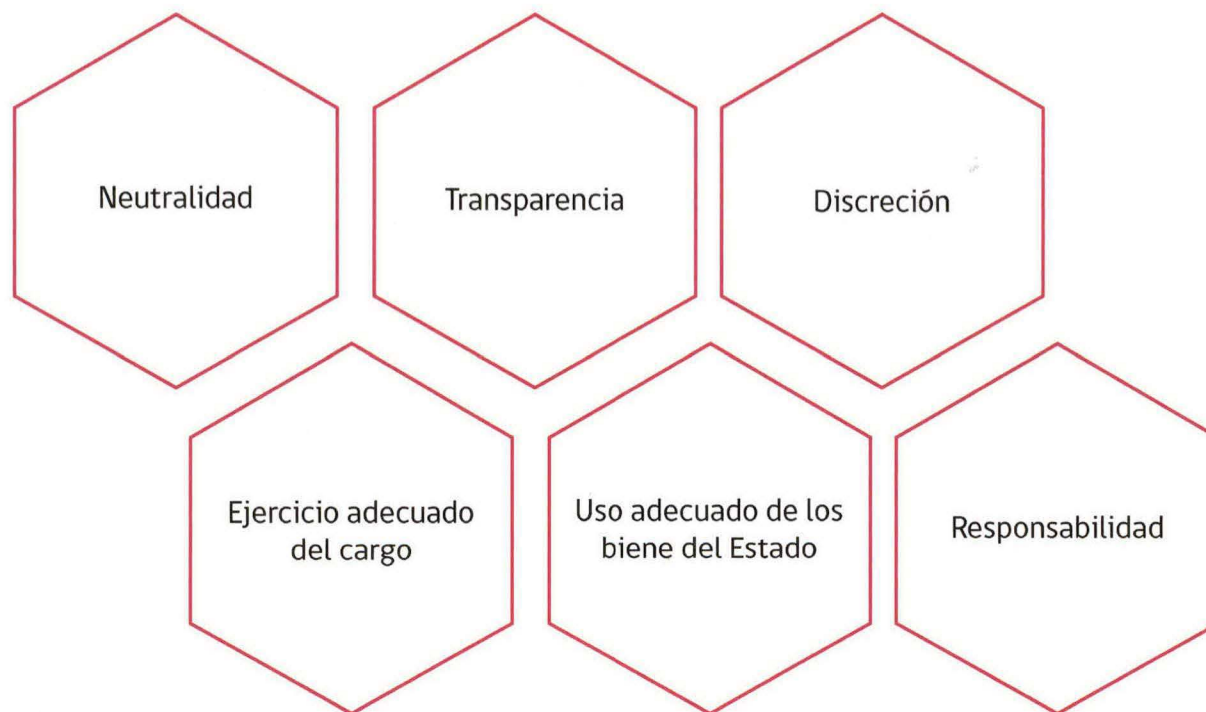 Neutralidad
Transparencia
Discreción
Ejercicio adecuado
del cargo
Uso adecuado de los
biene del Estado
Responsabilidad